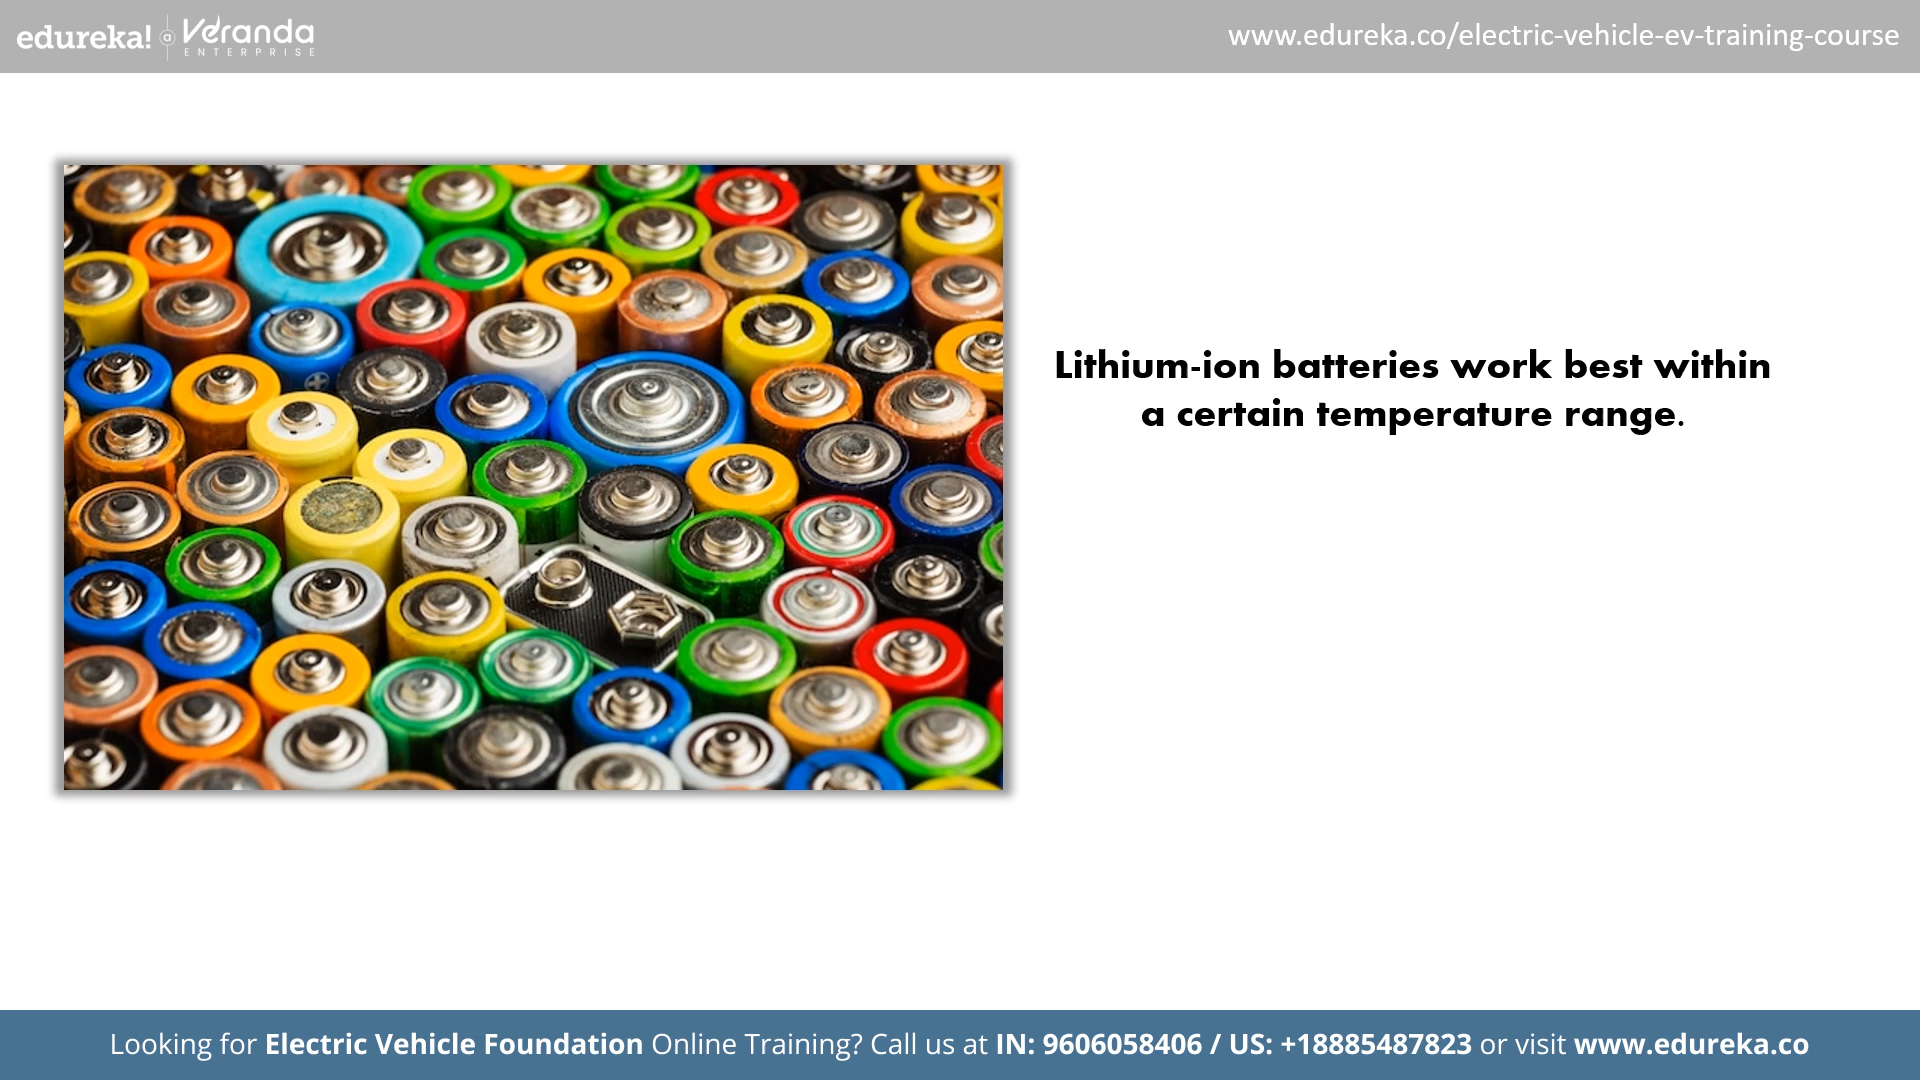 edureka! a Veranda
ENTERPRISE
www.edureka.co/electric-vehicle-ev-training-course
Lithium-ion batteries work best within
a certain temperature range.
Looking for Electric Vehicle Foundation Online Training? Call us at IN: 9606058406 / US: +18885487823 or visit www.edureka.co